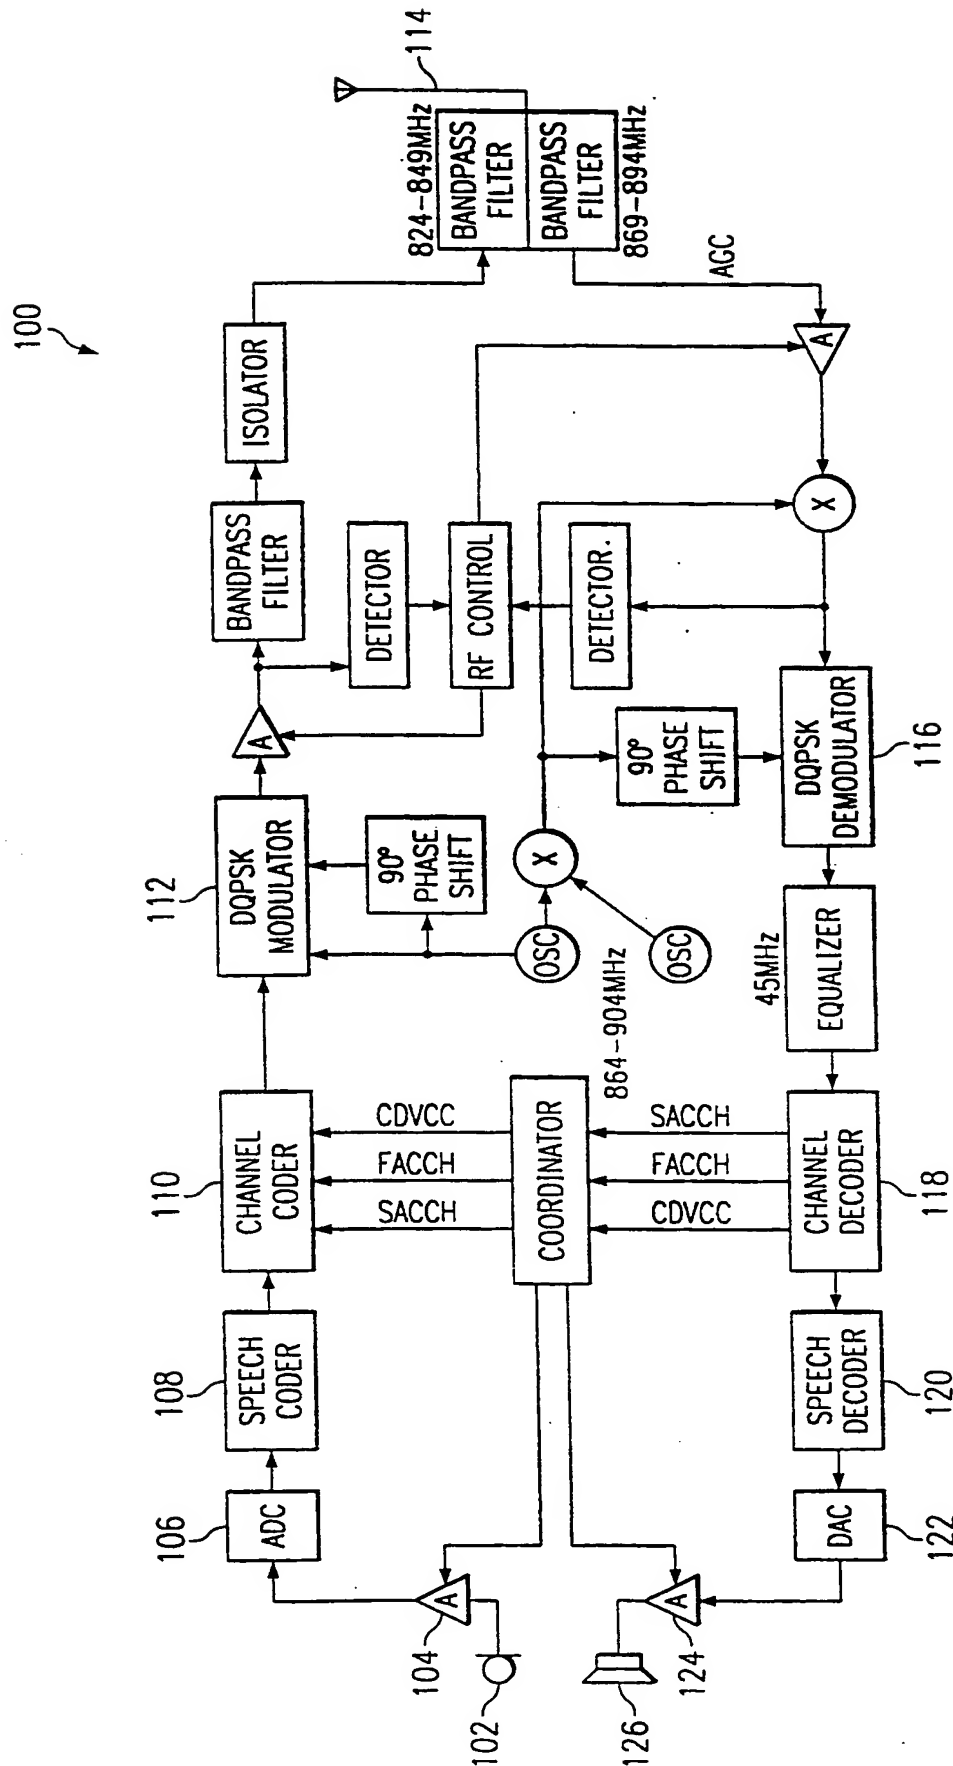 100
106
ADC
108
SPEECH
CODER
110
CHANNEL
CODER
112
DQPSK
MODULATOR
A
BANDPASS
FILTER
ISOLATOR
824-849MHz
BANDPASS
FILTER
BANDPASS
FILTER
869-894MHz
114
104
A
102
SACCH
FACCH
CDVCC
90°
PHASE
SHIFT
DETECTOR
RF CONTROL
DETECTOR.
AGC
A
COORDINATOR
OSC
X
864-904MHz
OSC
90°
PHASE
SHIFT
X
CDVCC
FACCH
SACCH
126
A
124
DAC
122
SPEECH
DECODER
120
CHANNEL
DECODER
118
45MHz
EQUALIZER
DQPSK
DEMODULATOR
116